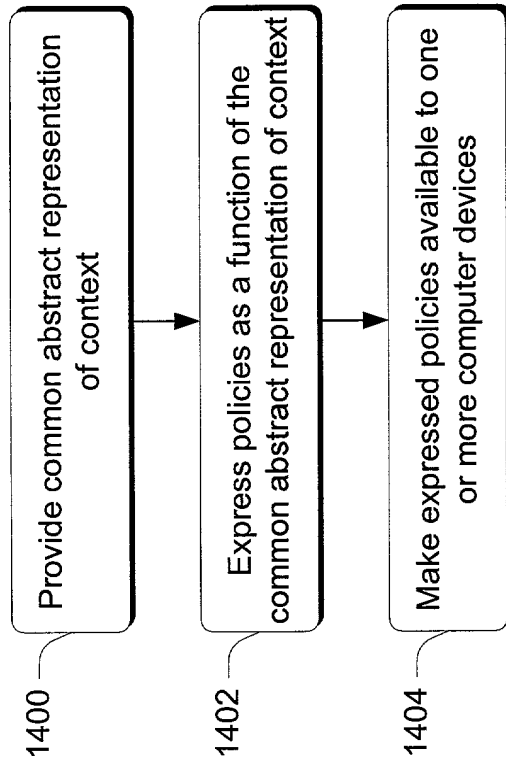 1400
Provide common abstract representation
of context
1402
Express policies as a function of the
common abstract representation of context
1404
Make expressed policies available to one
or more computer devices